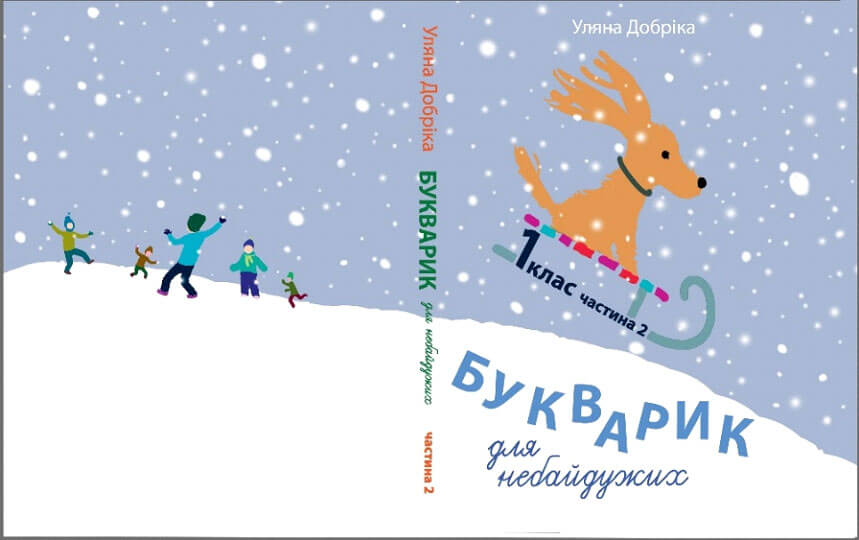 Уляна Добріка
БУКВАРИК
для небайдужих
частина 2
Уляна Добріка
1 клас частина 2
БУКВАРИК
для
небайдужих